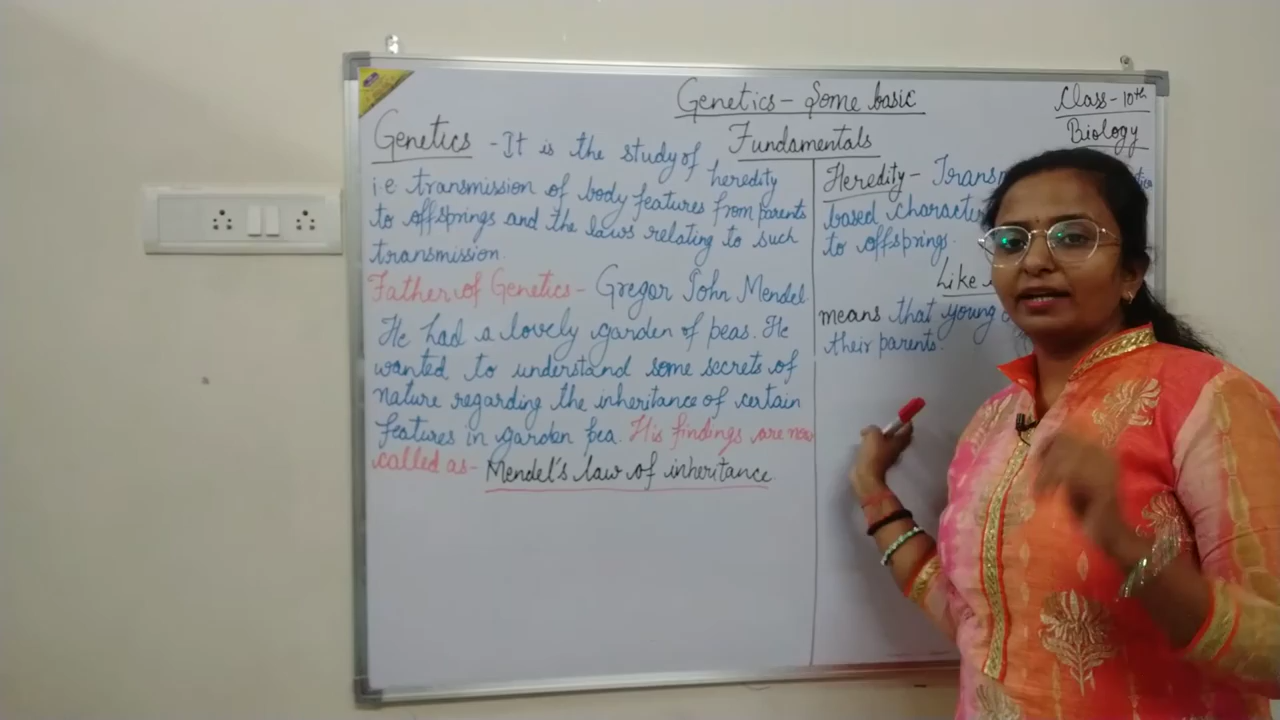 Genetics - Some basic
Fundamentals
Class - 10th
Biology
Genetics - It is the study of heredity
i.e transmission of body features from parents
to offsprings and the laws relating to such
transmission.
Father of Genetics - Gregor John Mendel
He had a lovely garden of peas. He
wanted to understand some secrets of
nature regarding the inheritance of certain
features in garden pea. His findings are now
called as - Mendel's law of inheritance.
Heredity -
based
to offsprings.
Like
means that young
their parents.